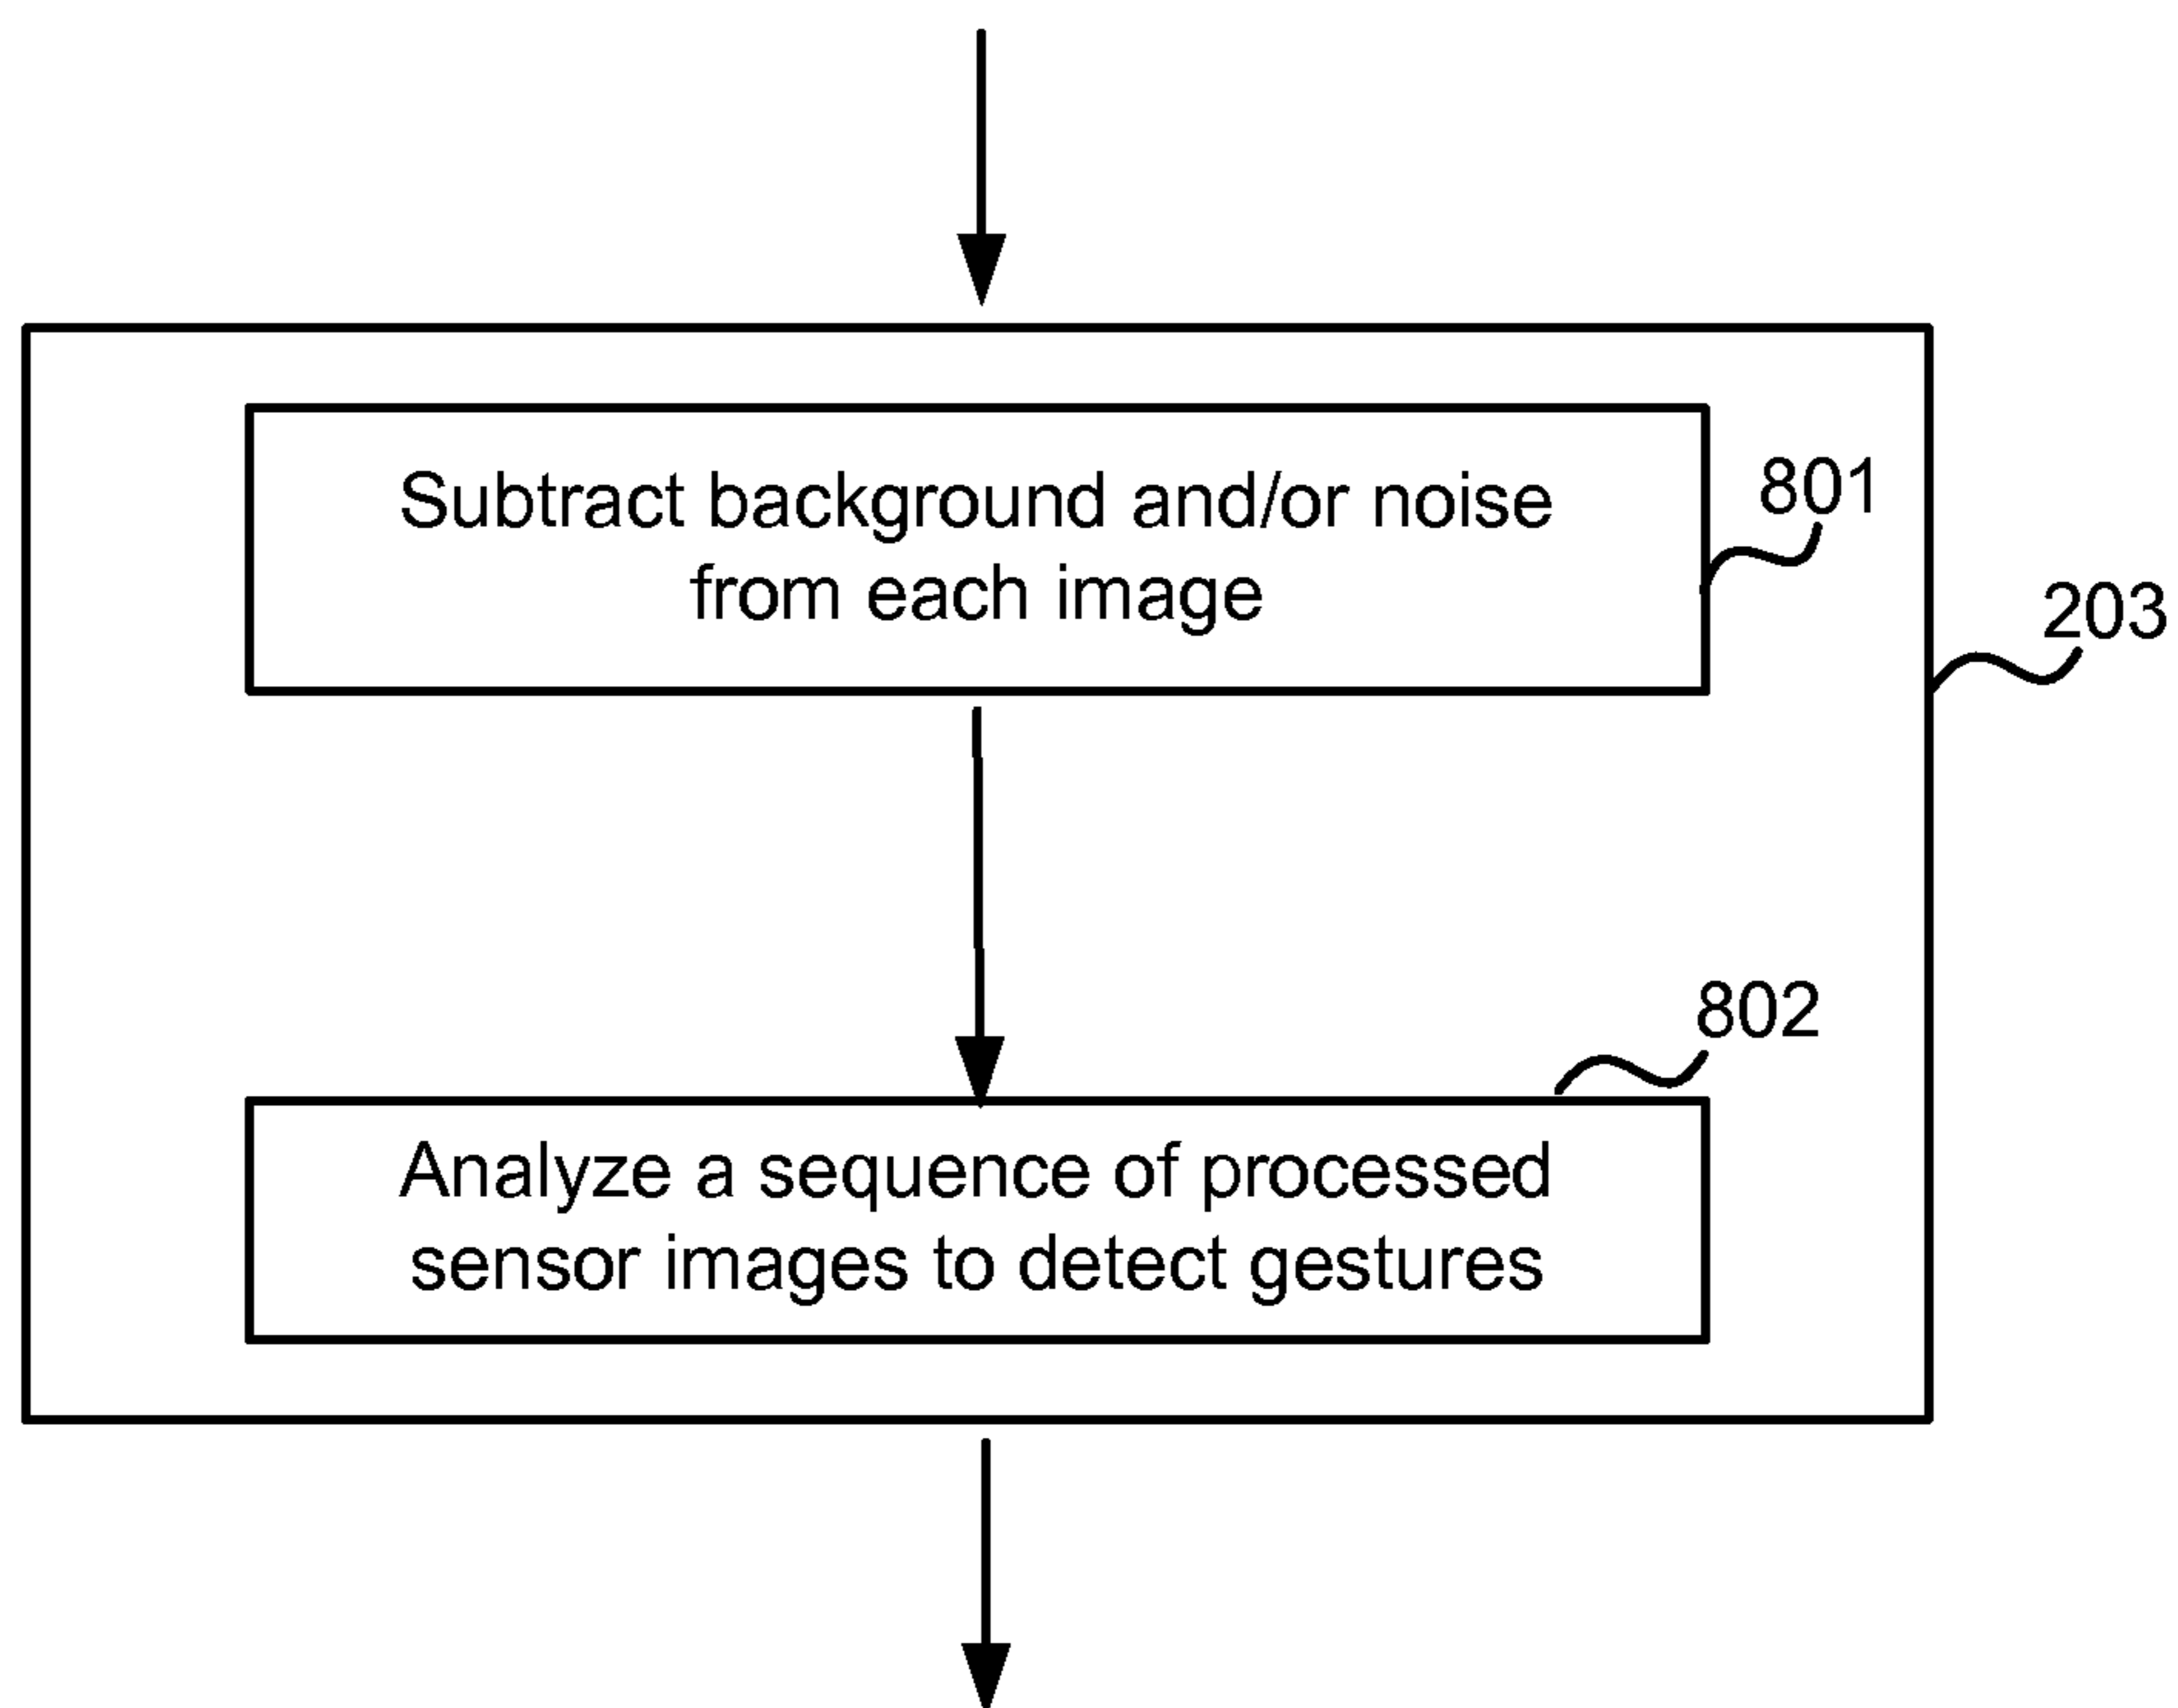 Subtract background and/or noise
from each image
801
203
802
Analyze a sequence of processed
sensor images to detect gestures